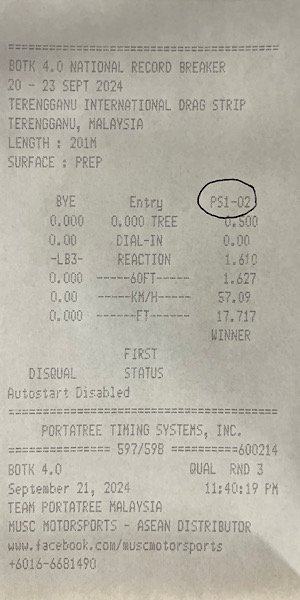 ================================
BOTK 4.0 NATIONAL RECORD BREAKER
20 - 23 SEPT 2024
TERENGGANU INTERNATIONAL DRAG STRIP
TERENGGANU, MALAYSIA
LENGTH : 201M
SURFACE : PREP
BYE Entry PS1-02
0.000 0.000 TREE 0.500
0.00 DIAL-IN 0.00
-LB3- REACTION 1.610
0.000 -----60FT------ 1.627
0.00 -----KM/H------ 57.09
0.000 ------FT------- 17.717
WINNER
FIRST
DISQUAL STATUS
Autostart Disabled
================================
PORTATREE TIMING SYSTEMS, INC.
=============== 597/598 ==========600214
BOTK 4.0 QUAL RND 3
September 21, 2024 11:40:19 PM
TEAM PORTATREE MALAYSIA
MUSC MOTORSPORTS - ASEAN DISTRIBUTOR
www.facebook.com/muscmotorsports
+6016-6681490